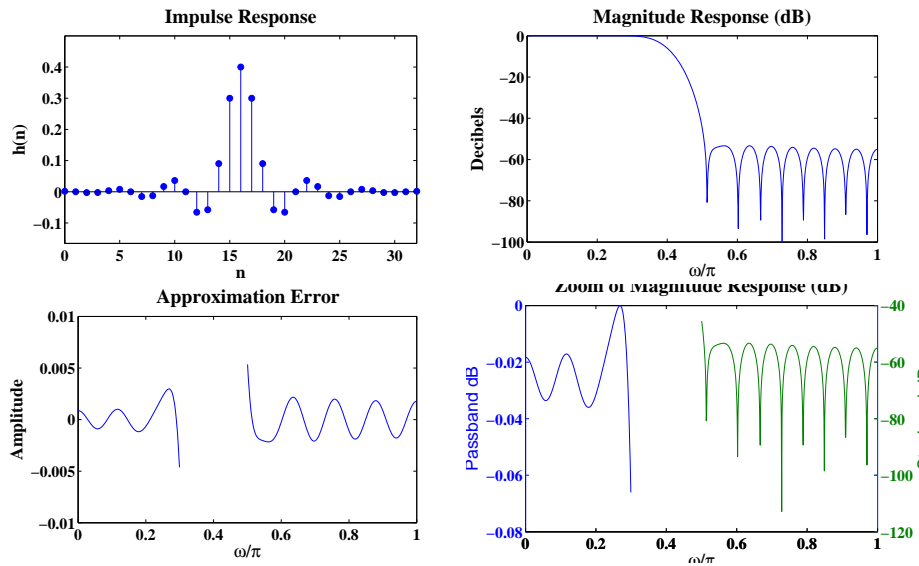 Impulse Response
h(n)
0.4
0.3
0.2
0.1
0
−0.1
0 5 10 15 20 25 30
n
Magnitude Response (dB)
Decibels
0
−20
−40
−60
−80
−100
0 0.2 0.4 0.6 0.8 1
ω/π
Approximation Error
Amplitude
0.01
0.005
0
−0.005
−0.01
0 0.2 0.4 0.6 0.8 1
ω/π
Zoom of Magnitude Response (dB)
Passband dB
0
−0.02
−0.04
−0.06
−0.08
−40
−60
−80
−100
−120
0 0.2 0.4 0.6 0.8 1
ω/π